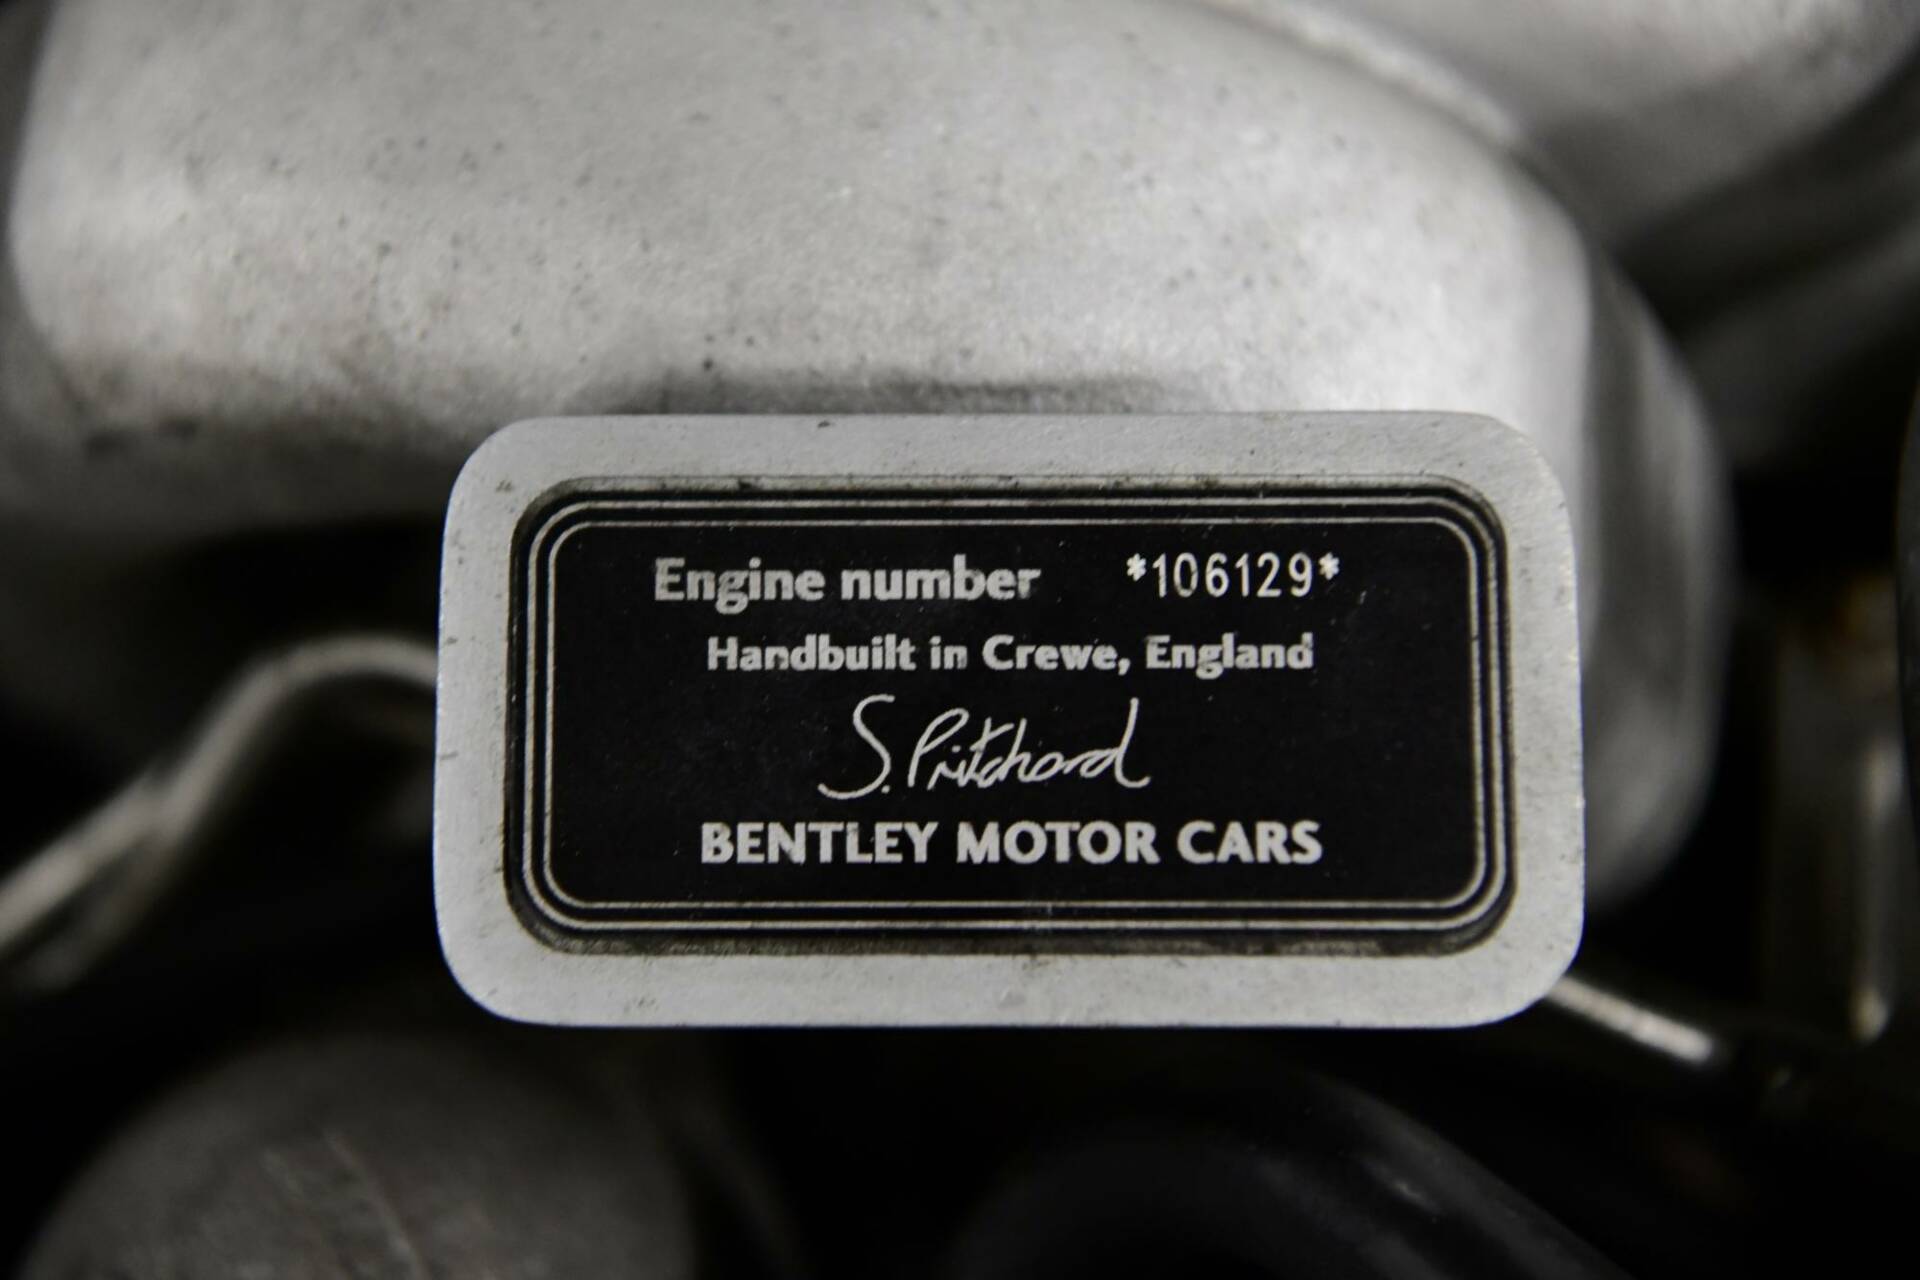 Engine number *106129*
Handbuilt in Crewe, England
S. Pritchard
BENTLEY MOTOR CARS